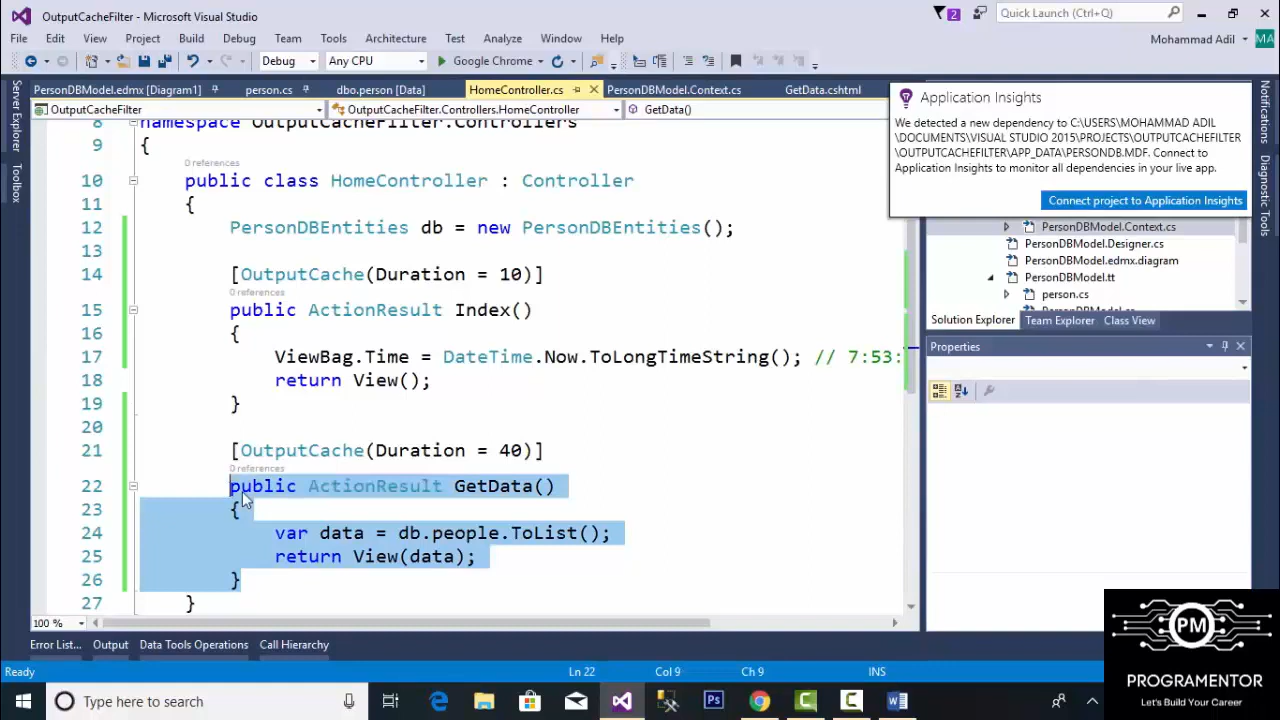 OutputCacheFilter - Microsoft Visual Studio
2
Quick Launch (Ctrl+Q)
File Edit View Project Build Debug Team Tools Architecture Test Analyze Window Help
Mohammad Adil MA
Debug Any CPU Google Chrome
PersonDBModel.edmx [Diagram1] person.cs dbo.person [Data] HomeController.cs PersonDBModel.Context.cs GetData.cshtml
OutputCacheFilter OutputCacheFilter.Controllers.HomeController GetData()
Server Explorer
Toolbox
8 namespace OutputCacheFilter.Controllers
9 {
0 references
10 public class HomeController : Controller
11 {
12 PersonDBEntities db = new PersonDBEntities();
13
14 [OutputCache(Duration = 10)]
0 references
15 public ActionResult Index()
16 {
17 ViewBag.Time = DateTime.Now.ToLongTimeString(); // 7:53:
18 return View();
19 }
20
21 [OutputCache(Duration = 40)]
0 references
22 public ActionResult GetData()
23 {
24 var data = db.people.ToList();
25 return View(data);
26 }
27 }
100 %
Application Insights
We detected a new dependency to C:\USERS\MOHAMMAD ADIL
\DOCUMENTS\VISUAL STUDIO 2015\PROJECTS\OUTPUTCACHEFILTER
\OUTPUTCACHEFILTER\APP_DATA\PERSONDB.MDF. Connect to
Application Insights to monitor all dependencies in your live app.
Connect project to Application Insights
PersonDBModel.Context.cs
PersonDBModel.Designer.cs
PersonDBModel.edmx.diagram
PersonDBModel.tt
person.cs
Solution Explorer Team Explorer Class View
Properties
Notifications
Diagnostic Tools
Error List... Output Data Tools Operations Call Hierarchy
Ready Ln 22 Col 9 Ch 9 INS
Type here to search
PM
PROGRAMENTOR
Let's Build Your Career